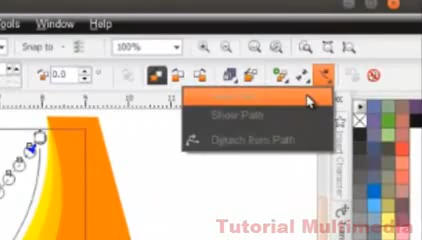 Tools Window Help
Snap to 100%
0.0
Show Path
Detach from Path
Tutorial Multimedia